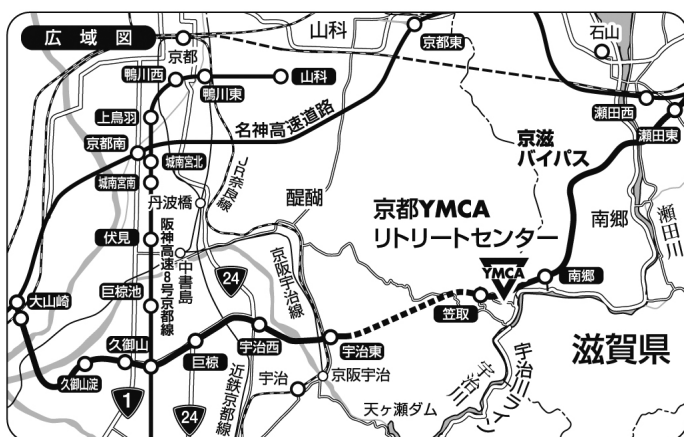 広域図
山科
石山
京都
京都東
鴨川西
鴨川東
山科
瀬田西
瀬田東
上鳥羽
名神高速道路
京滋
バイパス
京都南
城南宮北
JR奈良線
城南宮南
醍醐
丹波橋
京都YMCA
リトリートセンター
南郷
瀬田川
伏見
阪神高速8号京都線
中書島
24
京阪宇治線
YMCA
南郷
大山崎
巨椋池
笠取
久御山
宇治西
宇治東
滋賀県
巨椋
久御山淀
近鉄京都線
宇治
京阪宇治
宇治川
宇治川ライン
1
24
天ヶ瀬ダム